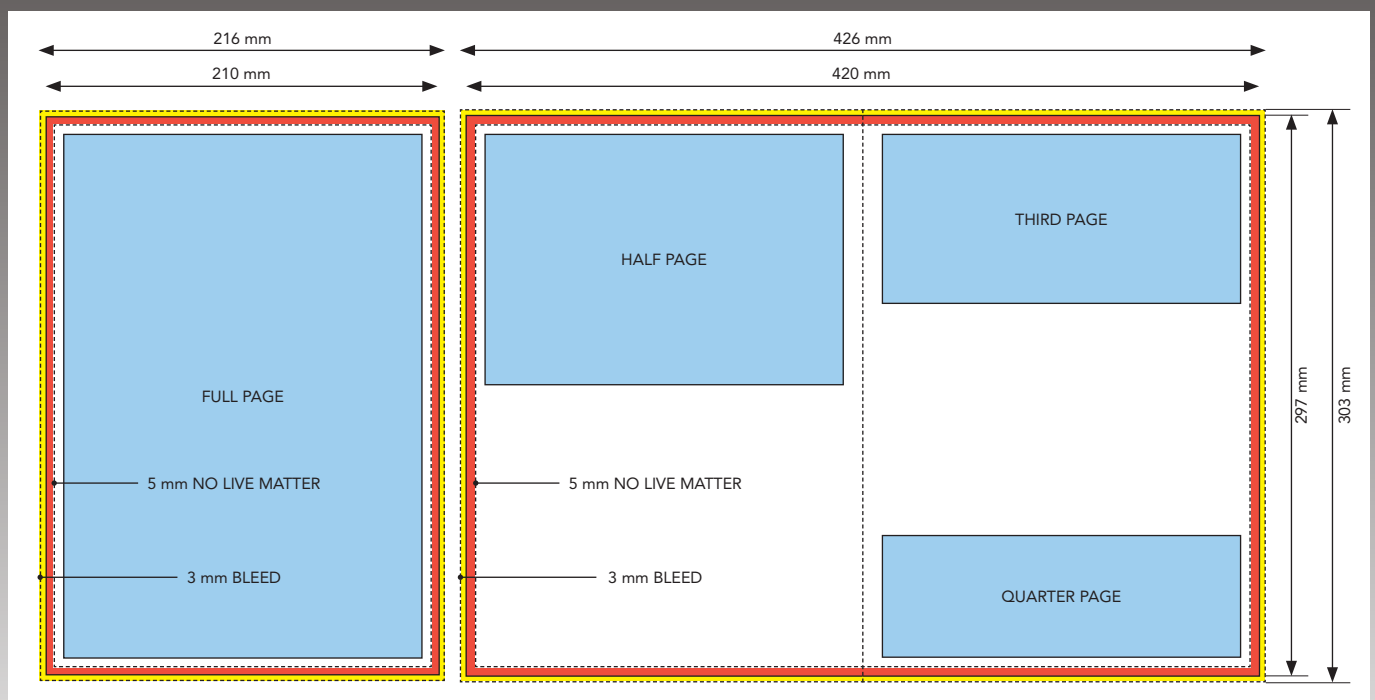 216 mm
426 mm
210 mm
420 mm
HALF PAGE
THIRD PAGE
FULL PAGE
297 mm
303 mm
5 mm NO LIVE MATTER
5 mm NO LIVE MATTER
3 mm BLEED
3 mm BLEED
QUARTER PAGE